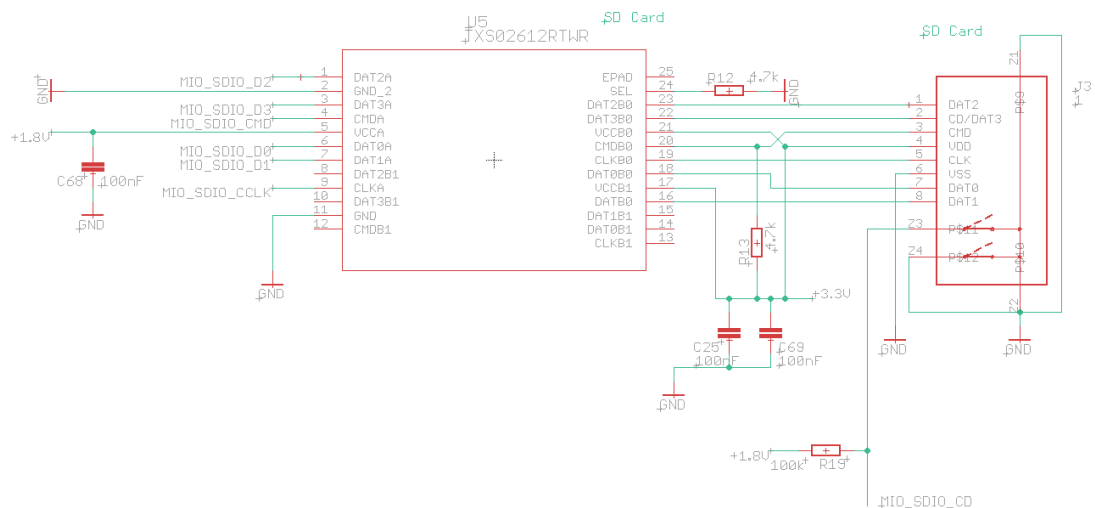 U5
TXS02612RTWR
SD Card
SD Card
MIO_SDIO_D2
GND
MIO_SDIO_D3
MIO_SDIO_CMD
+1.8V
MIO_SDIO_D0
MIO_SDIO_D1
MIO_SDIO_CCLK
C68
100nF
GND
GND
1 DAT2A
2 GND_2
3 DAT3A
4 CMDA
5 VCCA
6 DAT0A
7 DAT1A
8 DAT2B1
9 CLKA
10 DAT3B1
11 GND
12 CMDB1
EPAD 25
SEL 24
DAT2B0 23
DAT3B0 22
VCCB0 21
CMDB0 20
CLKB0 19
DAT0B0 18
VCCB1 17
DATB0 16
DAT1B1 15
DAT0B1 14
CLKB1 13
R12
4.7k
GND
R13
4.7k
+3.3V
C25
100nF
C69
100nF
GND
J3
1
Z1
P$9
1 DAT2
2 CD/DAT3
3 CMD
4 VDD
5 CLK
6 VSS
7 DAT0
8 DAT1
Z3 P$11
Z4 P$12
P$10
Z2
GND
GND
+1.8V
100k
R19
MIO_SDIO_CD